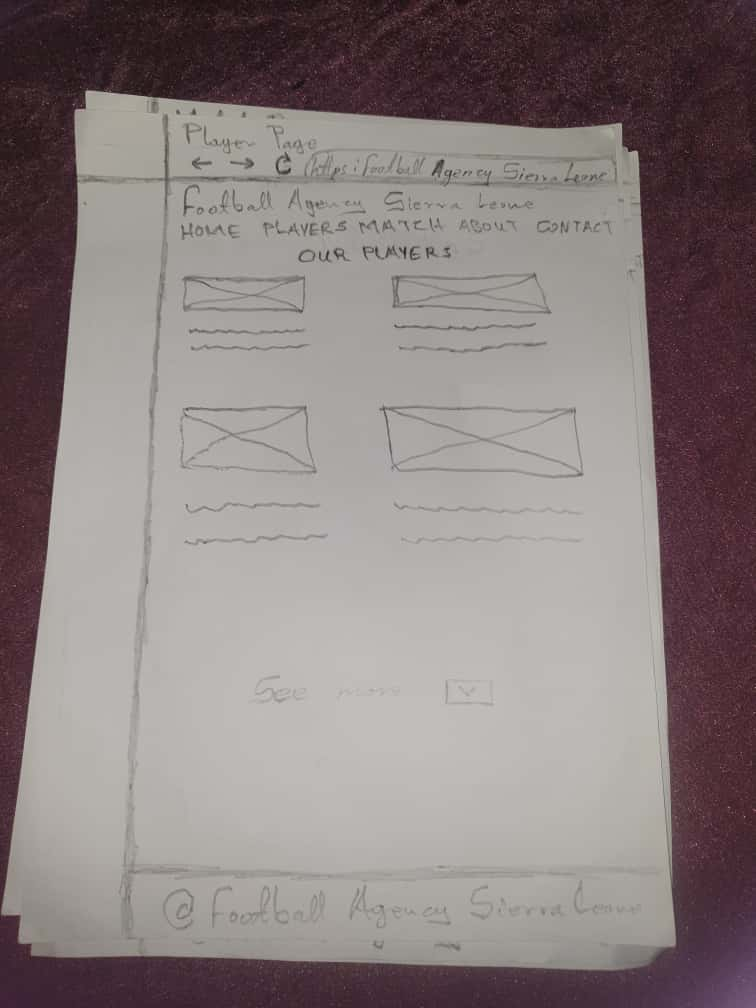 Player Page
← → C https: Football Agency Sierra Leone
Football Agency Sierra Leone
HOME PLAYERS MATCH ABOUT CONTACT
OUR PLAYERS
See more
@ Football Agency Sierra Leone